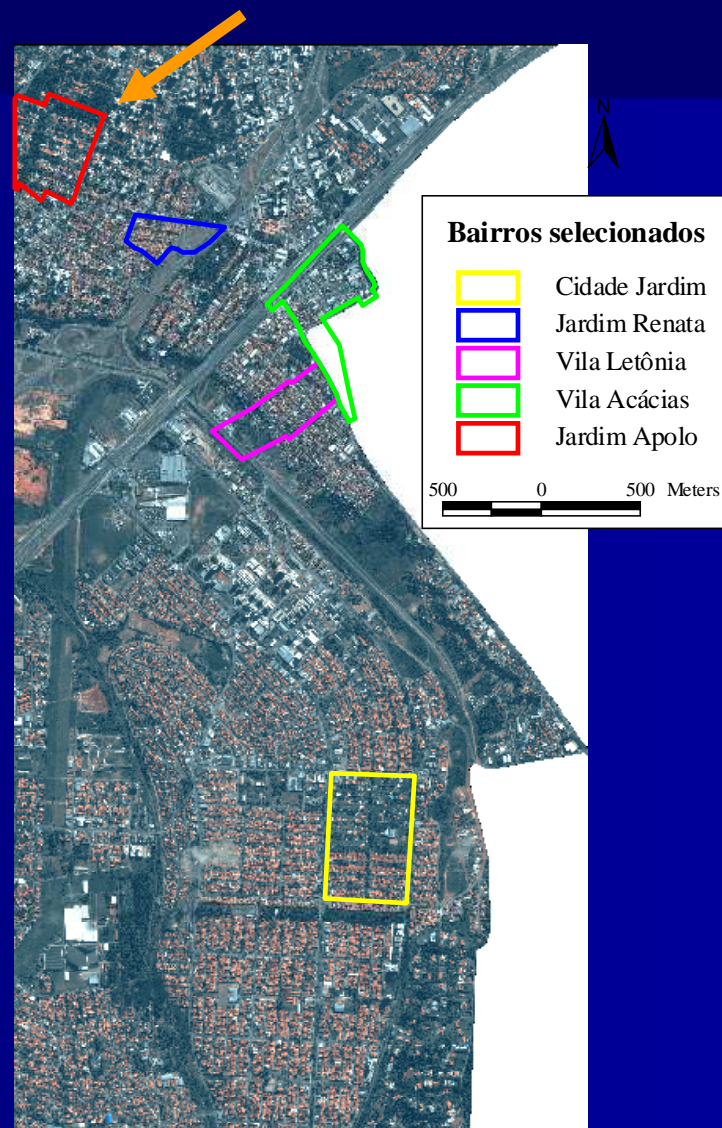 N
Bairros selecionados
Cidade Jardim
Jardim Renata
Vila Letônia
Vila Acácias
Jardim Apolo
500 0 500 Meters